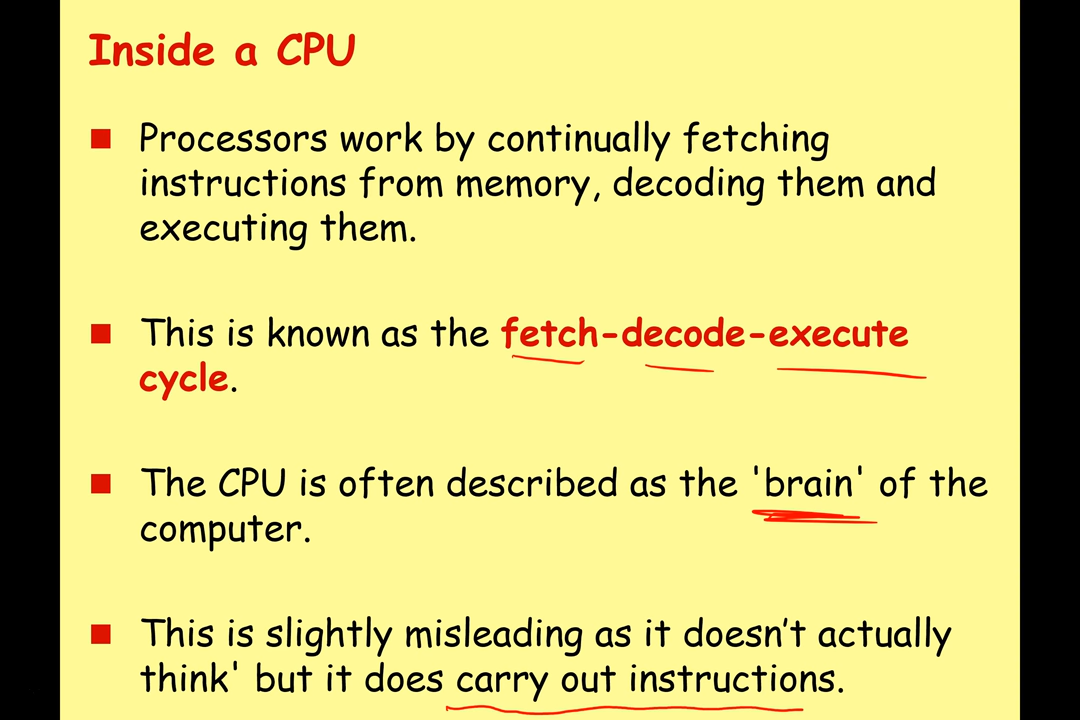 Inside a CPU
Processors work by continually fetching
instructions from memory, decoding them and
executing them.
This is known as the fetch-decode-execute
cycle.
The CPU is often described as the 'brain' of the
computer.
This is slightly misleading as it doesn’t actually
think' but it does carry out instructions.